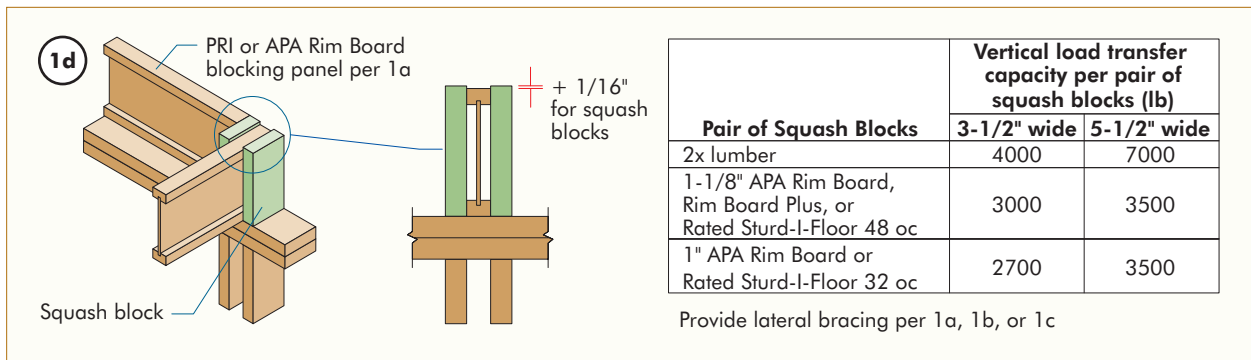 1d
PRI or APA Rim Board
blocking panel per 1a
+ 1/16"
for squash
blocks
Squash block
Vertical load transfer
capacity per pair of
squash blocks (lb)
Pair of Squash Blocks 3-1/2" wide 5-1/2" wide
2x lumber 4000 7000
1-1/8" APA Rim Board,
Rim Board Plus, or
Rated Sturd-I-Floor 48 oc
3000 3500
1" APA Rim Board or
Rated Sturd-I-Floor 32 oc
2700 3500
Provide lateral bracing per 1a, 1b, or 1c